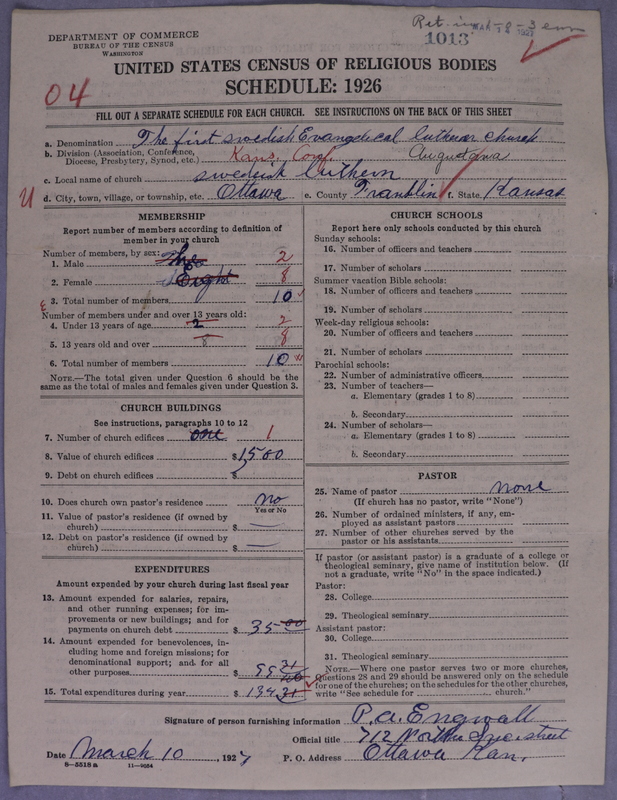 DEPARTMENT OF COMMERCE
BUREAU OF THE CENSUS
WASHINGTON
Ret. in
1013
UNITED STATES CENSUS OF RELIGIOUS BODIES
SCHEDULE: 1926
04
FILL OUT A SEPARATE SCHEDULE FOR EACH CHURCH. SEE INSTRUCTIONS ON THE BACK OF THIS SHEET
a. Denomination The first swedish Evangelical lutheran church
b. Division (Association, Conference, Diocese, Presbytery, Synod, etc.) Kans. Conf. Augustana
c. Local name of church swedish luthern
d. City, town, village, or township, etc. Ottawa e. County Franklin f. State Kansas
MEMBERSHIP
Report number of members according to definition of
member in your church
Number of members, by sex:
1. Male 2
2. Female Eight 8
3. Total number of members 10
Number of members under and over 13 years old:
4. Under 13 years of age 2 2
5. 13 years old and over 8 8
6. Total number of members 10
NOTE.—The total given under Question 6 should be the
same as the total of males and females given under Question 3.
CHURCH BUILDINGS
See instructions, paragraphs 10 to 12
7. Number of church edifices one 1
8. Value of church edifices $1500
9. Debt on church edifices $
10. Does church own pastor's residence no
Yes or No
11. Value of pastor's residence (if owned by
church) $ —
12. Debt on pastor's residence (if owned by
church) $ —
EXPENDITURES
Amount expended by your church during last fiscal year
13. Amount expended for salaries, repairs,
and other running expenses; for im-
provements or new buildings; and for
payments on church debt $ 35 00
14. Amount expended for benevolences, in-
cluding home and foreign missions; for
denominational support; and for all
other purposes $ 99 21
15. Total expenditures during year $ 134 21
CHURCH SCHOOLS
Report here only schools conducted by this church
Sunday schools:
16. Number of officers and teachers
17. Number of scholars
Summer vacation Bible schools:
18. Number of officers and teachers
19. Number of scholars
Week-day religious schools:
20. Number of officers and teachers
21. Number of scholars
Parochial schools:
22. Number of administrative officers
23. Number of teachers—
a. Elementary (grades 1 to 8)
b. Secondary
24. Number of scholars—
a. Elementary (grades 1 to 8)
b. Secondary
PASTOR
25. Name of pastor none
(If church has no pastor, write "None")
26. Number of ordained ministers, if any, em-
ployed as assistant pastors
27. Number of other churches served by the
pastor or his assistants
If pastor (or assistant pastor) is a graduate of a college or
theological seminary, give name of institution below. (If
not a graduate, write "No" in the space indicated.)
Pastor:
28. College
29. Theological seminary
Assistant pastor:
30. College
31. Theological seminary
NOTE.—Where one pastor serves two or more churches,
Questions 28 and 29 should be answered only on the schedule
for one of the churches; on the schedules for the other churches,
write "See schedule for church."
Signature of person furnishing information P. A. Engwall
Official title 712 North street
Date March 10, 1927 P. O. Address Ottawa Kan,
8—5518 a 11—9054